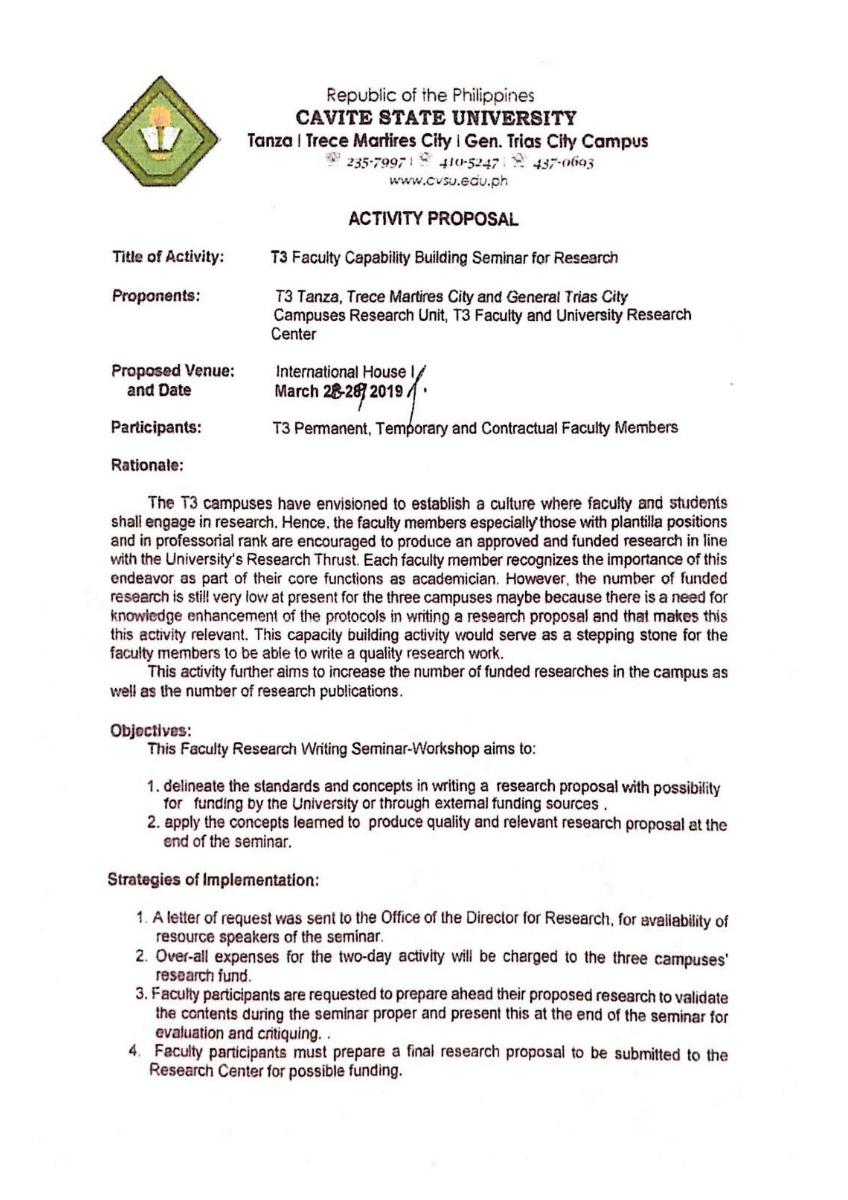 Republic of the Philippines
CAVITE STATE UNIVERSITY
Tanza | Trece Martires City | Gen. Trias City Campus
235-7997 | 410-5247 | 437-0693
www.cvsu.edu.ph
ACTIVITY PROPOSAL
Title of Activity: T3 Faculty Capability Building Seminar for Research
Proponents: T3 Tanza, Trece Martires City and General Trias City
Campuses Research Unit, T3 Faculty and University Research
Center
Proposed Venue: International House I
and Date March 2019
Participants: T3 Permanent, Temporary and Contractual Faculty Members
Rationale:
The T3 campuses have envisioned to establish a culture where faculty and students
shall engage in research. Hence, the faculty members especially those with plantilla positions
and in professorial rank are encouraged to produce an approved and funded research in line
with the University's Research Thrust. Each faculty member recognizes the importance of this
endeavor as part of their core functions as academician. However, the number of funded
research is still very low at present for the three campuses maybe because there is a need for
knowledge enhancement of the protocols in writing a research proposal and that makes this
this activity relevant. This capacity building activity would serve as a stepping stone for the
faculty members to be able to write a quality research work.
This activity further aims to increase the number of funded researches in the campus as
well as the number of research publications.
Objectives:
This Faculty Research Writing Seminar-Workshop aims to:
1. delineate the standards and concepts in writing a research proposal with possibility
for funding by the University or through external funding sources .
2. apply the concepts learned to produce quality and relevant research proposal at the
end of the seminar.
Strategies of Implementation:
1. A letter of request was sent to the Office of the Director for Research, for availability of
resource speakers of the seminar.
2. Over-all expenses for the two-day activity will be charged to the three campuses'
research fund.
3. Faculty participants are requested to prepare ahead their proposed research to validate
the contents during the seminar proper and present this at the end of the seminar for
evaluation and critiquing. .
4. Faculty participants must prepare a final research proposal to be submitted to the
Research Center for possible funding.